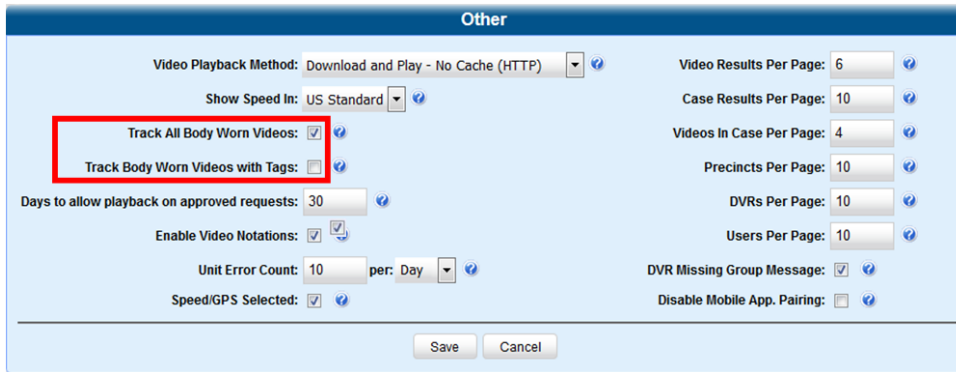 Other
Video Playback Method: Download and Play - No Cache (HTTP)
Video Results Per Page: 6
Show Speed In: US Standard
Case Results Per Page: 10
Track All Body Worn Videos:
Videos In Case Per Page: 4
Track Body Worn Videos with Tags:
Precincts Per Page: 10
Days to allow playback on approved requests: 30
DVRs Per Page: 10
Enable Video Notations:
Users Per Page: 10
Unit Error Count: 10 per: Day
DVR Missing Group Message:
Speed/GPS Selected:
Disable Mobile App. Pairing:
Save Cancel